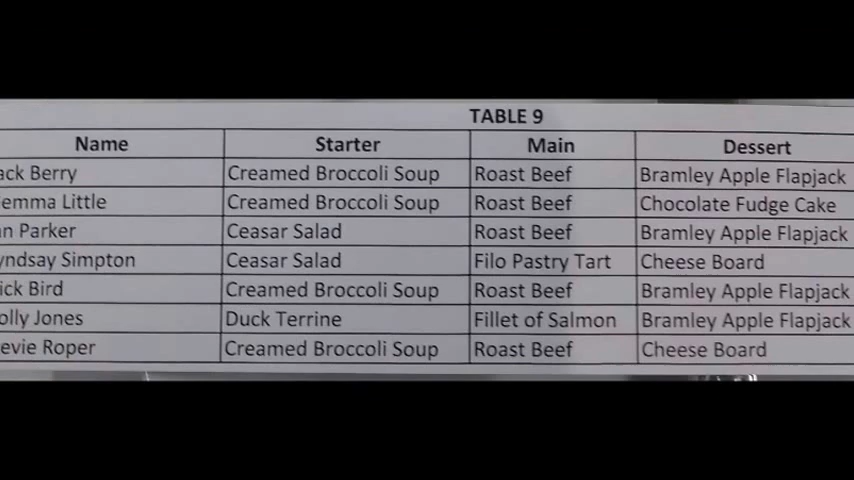 TABLE 9
Name Starter Main Dessert
ack Berry Creamed Broccoli Soup Roast Beef Bramley Apple Flapjack
emma Little Creamed Broccoli Soup Roast Beef Chocolate Fudge Cake
an Parker Ceasar Salad Roast Beef Bramley Apple Flapjack
yndsay Simpton Ceasar Salad Filo Pastry Tart Cheese Board
ick Bird Creamed Broccoli Soup Roast Beef Bramley Apple Flapjack
olly Jones Duck Terrine Fillet of Salmon Bramley Apple Flapjack
evie Roper Creamed Broccoli Soup Roast Beef Cheese Board